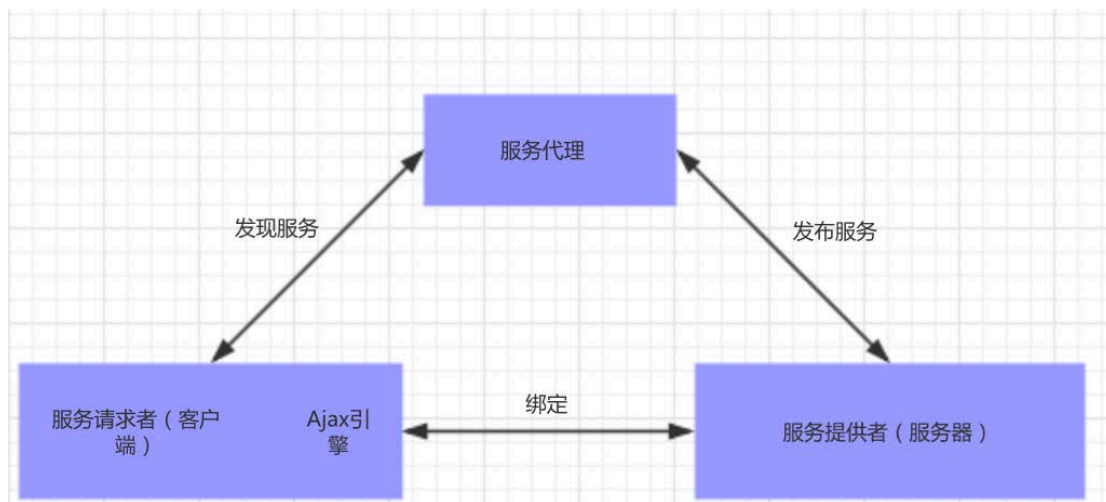 服务代理
发现服务
发布服务
服务请求者（客户
端）
Ajax引
擎
绑定
服务提供者（服务器）